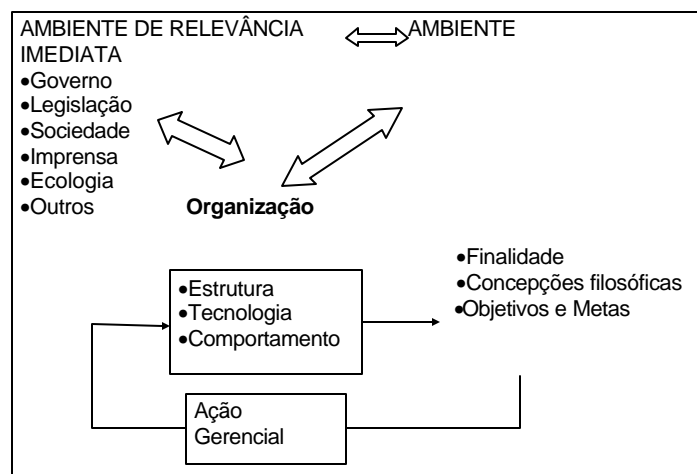 AMBIENTE DE RELEVÂNCIA
IMEDIATA
AMBIENTE
•Governo
•Legislação
•Sociedade
•Imprensa
•Ecologia
•Outros
Organização
•Estrutura
•Tecnologia
•Comportamento
•Finalidade
•Concepções filosóficas
•Objetivos e Metas
Ação
Gerencial